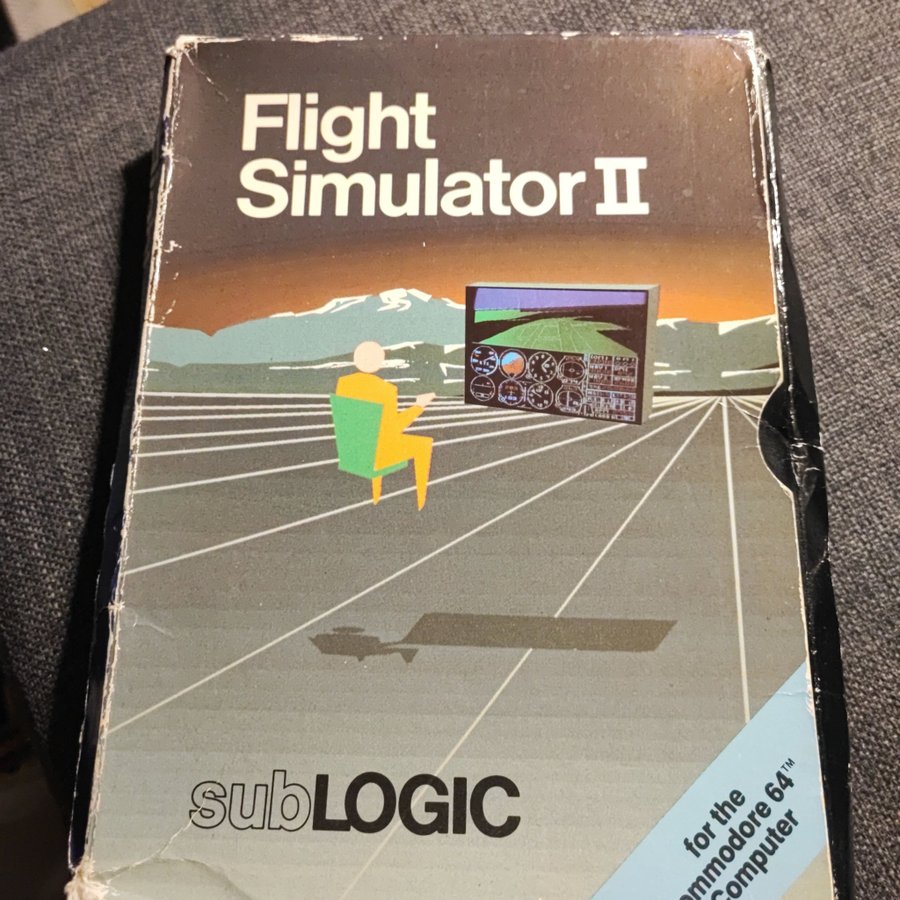 Flight
Simulator II
subLOGIC
for the
ommodore 64™
Computer